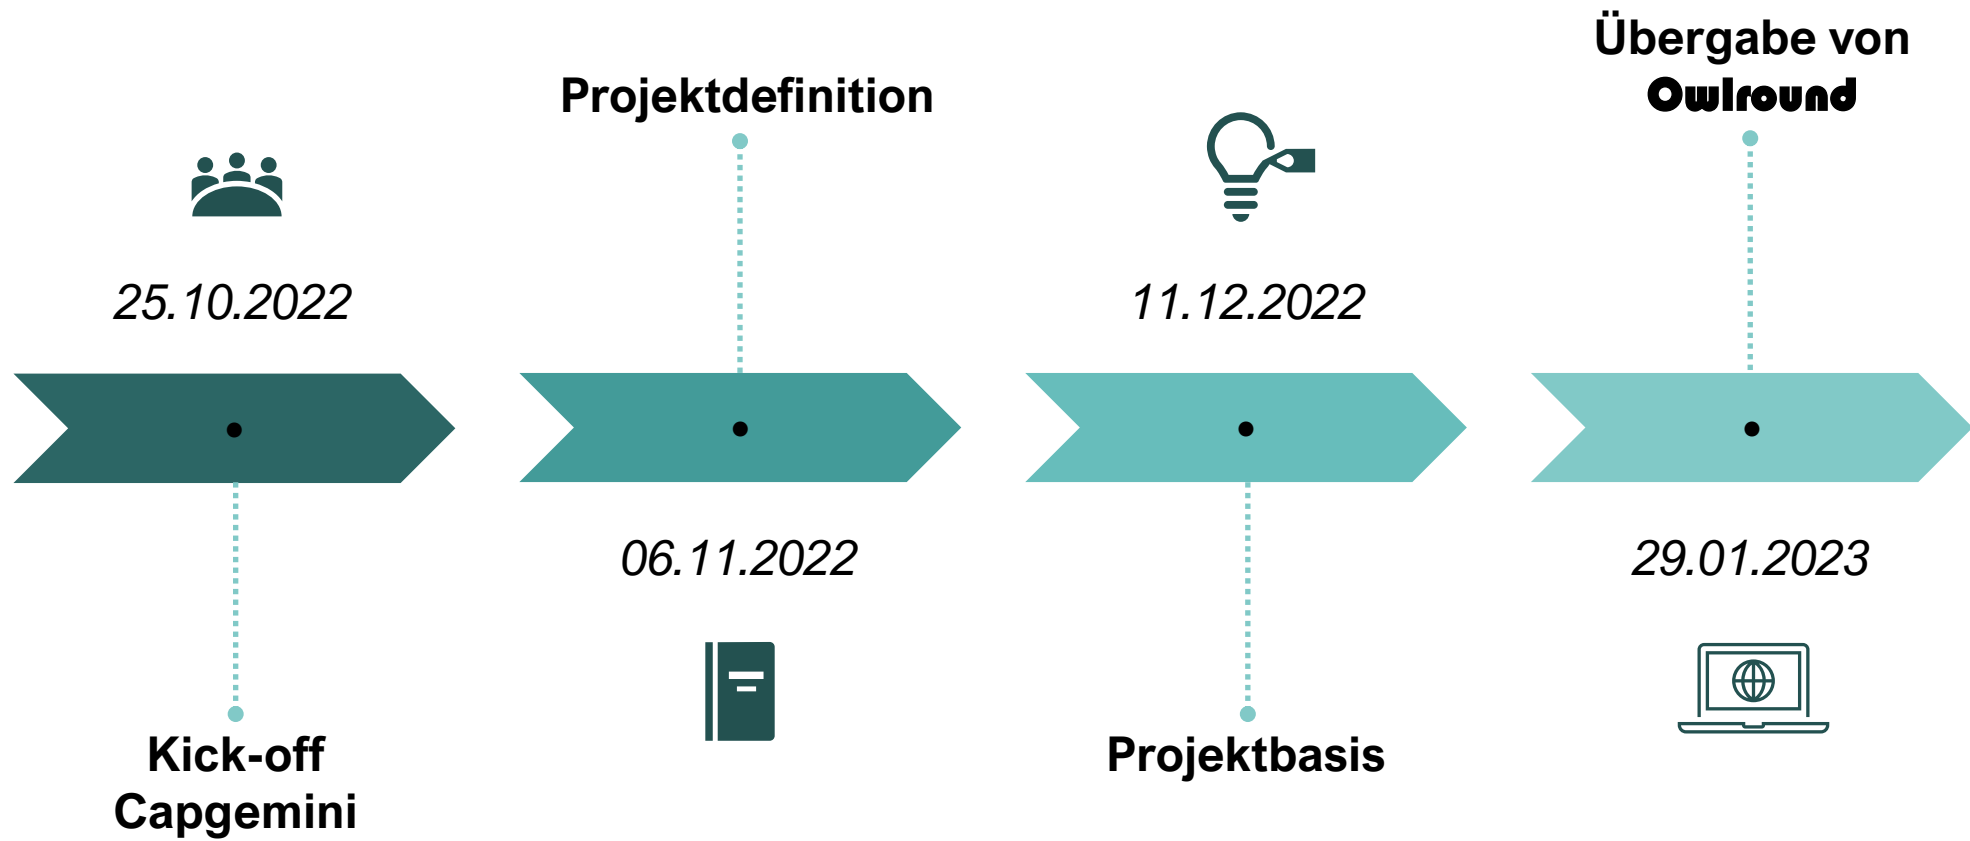 25.10.2022
Kick-off
Capgemini
Projektdefinition
06.11.2022
11.12.2022
Projektbasis
Übergabe von
Owlround
29.01.2023